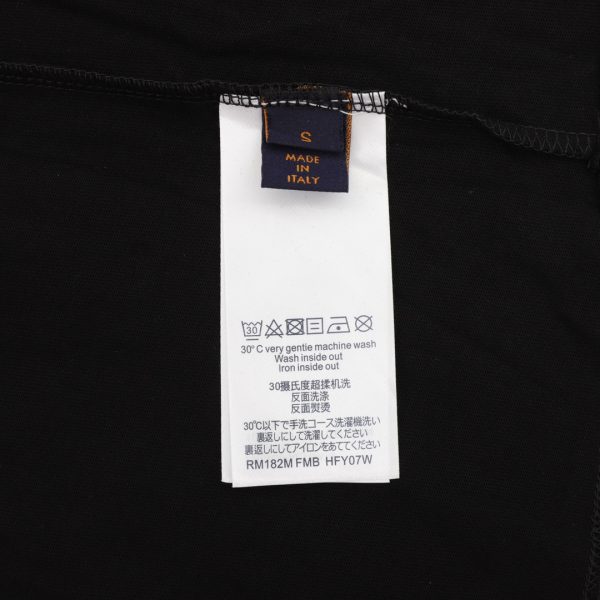 S
MADE
IN
ITALY
30
30°C very gentle machine wash
Wash inside out
Iron inside out
30摄氏度超揉机洗
反面洗涤
反面熨烫
30℃以下で手洗コース洗濯機洗い
裏返しにして洗濯してください
裏返しにしてアイロンをあててください
RM182M FMB HFY07W